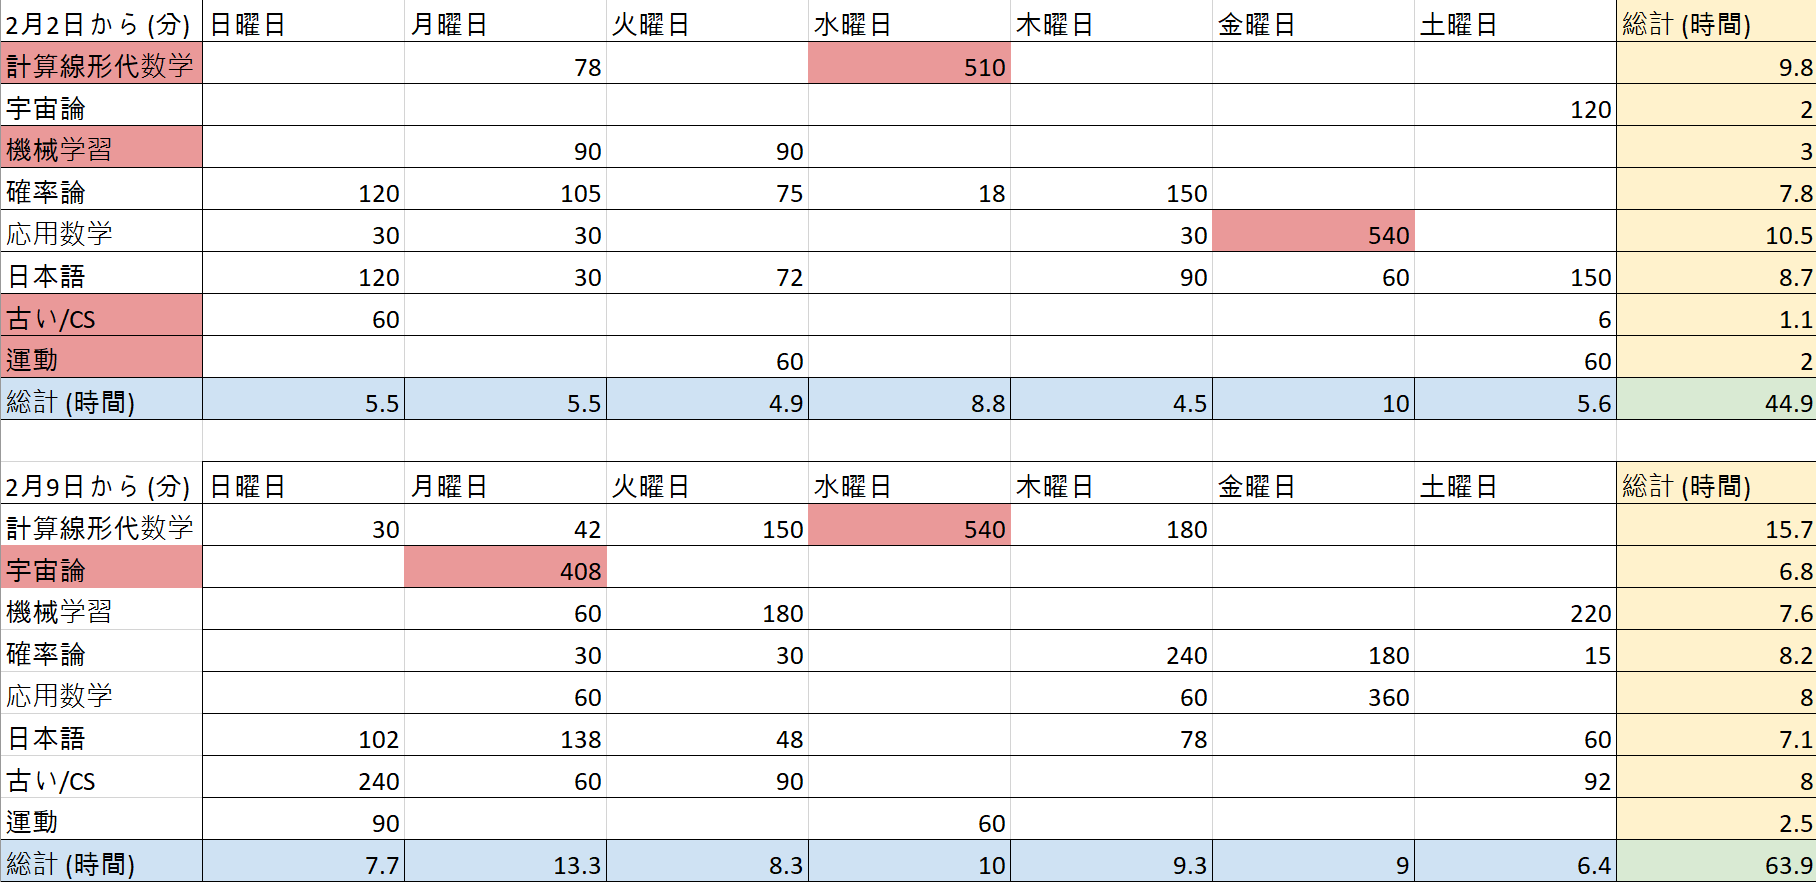 2月2日から (分) 日曜日 月曜日 火曜日 水曜日 木曜日 金曜日 土曜日 総計 (時間)
計算線形代数学 78 510 9.8
宇宙論 120 2
機械学習 90 90 3
確率論 120 105 75 18 150 7.8
応用数学 30 30 30 540 10.5
日本語 120 30 72 90 60 150 8.7
古い/CS 60 6 1.1
運動 60 60 2
総計 (時間) 5.5 5.5 4.9 8.8 4.5 10 5.6 44.9
2月9日から (分) 日曜日 月曜日 火曜日 水曜日 木曜日 金曜日 土曜日 総計 (時間)
計算線形代数学 30 42 150 540 180 15.7
宇宙論 408 6.8
機械学習 60 180 220 7.6
確率論 30 30 240 180 15 8.2
応用数学 60 60 360 8
日本語 102 138 48 78 60 7.1
古い/CS 240 60 90 92 8
運動 90 60 2.5
総計 (時間) 7.7 13.3 8.3 10 9.3 9 6.4 63.9